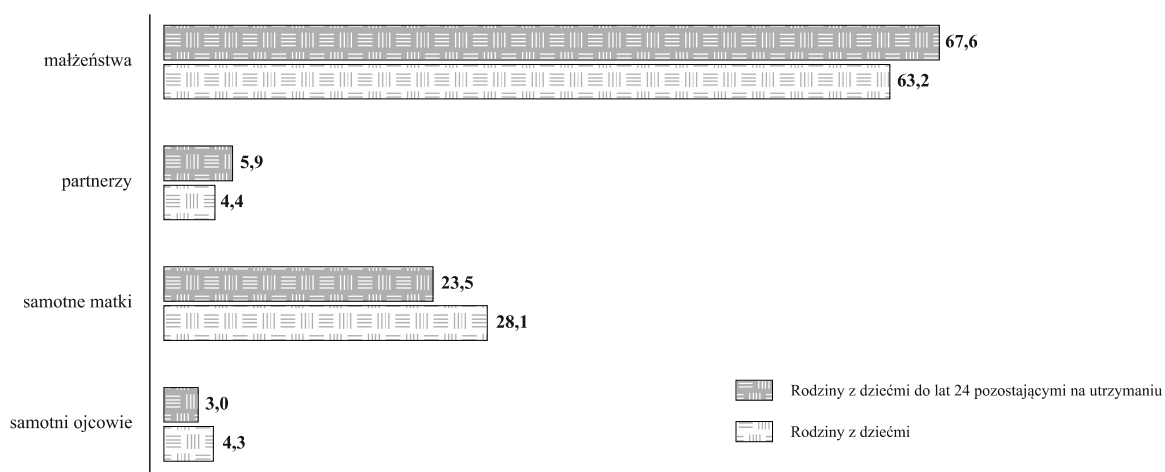 małżeństwa
67,6
63,2
partnerzy
5,9
4,4
samotne matki
23,5
28,1
samotni ojcowie
3,0
4,3
Rodziny z dziećmi do lat 24 pozostającymi na utrzymaniu
Rodziny z dziećmi